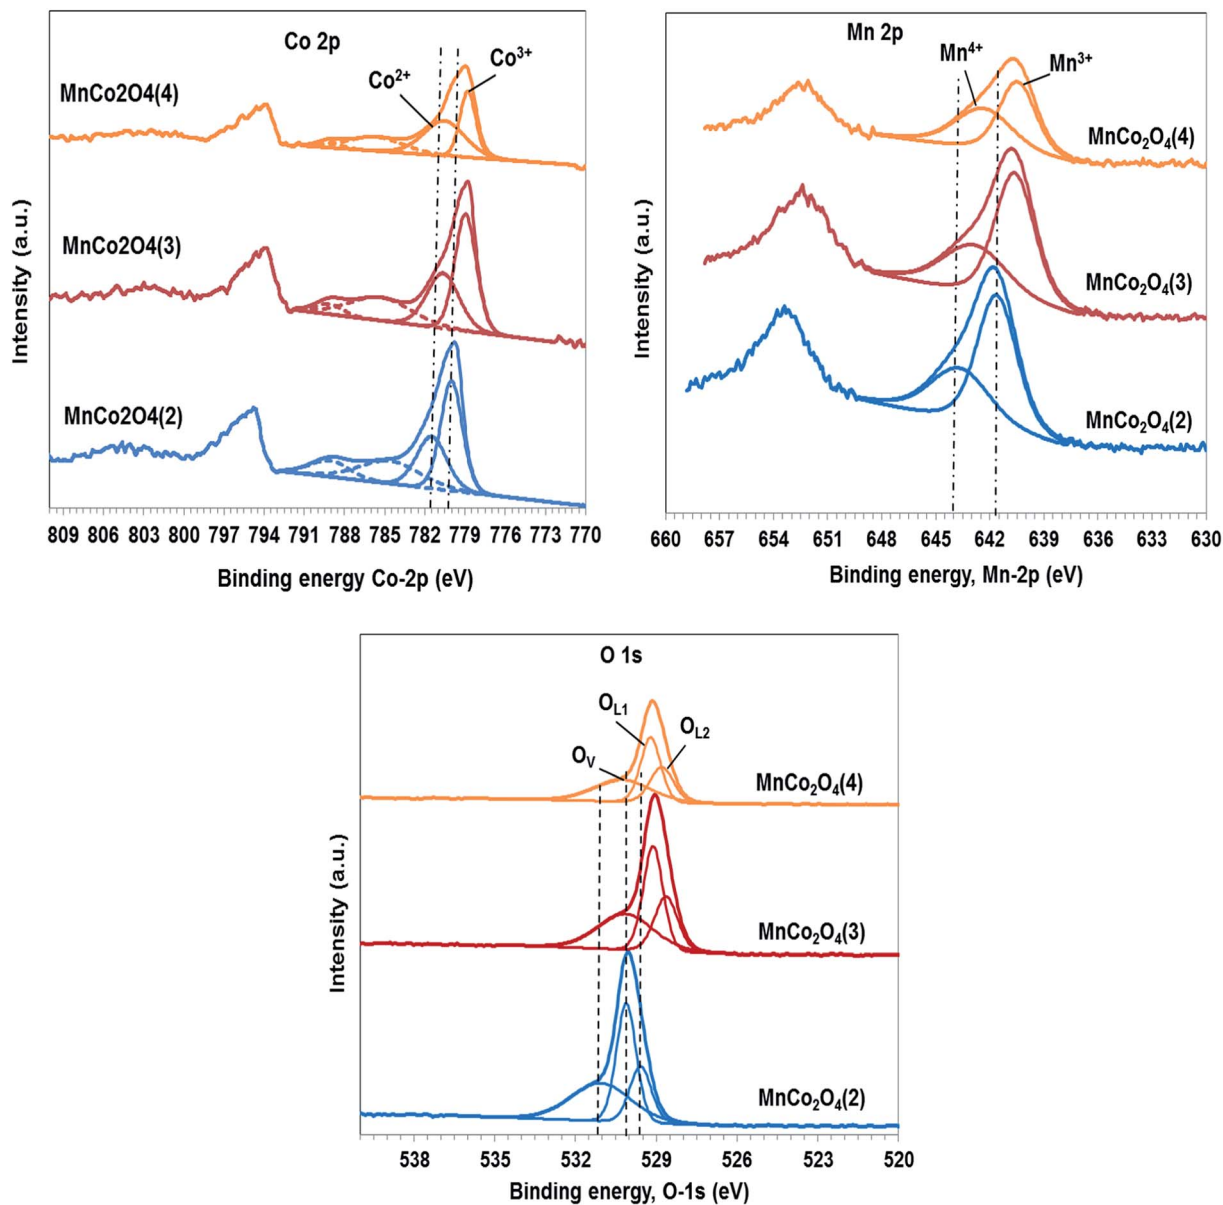 Co 2p
Co³⁺
Co²⁺
MnCo2O4(4)
MnCo2O4(3)
MnCo2O4(2)
Intensity (a.u.)
809 806 803 800 797 794 791 788 785 782 779 776 773 770
Binding energy Co-2p (eV)
Mn 2p
Mn⁴⁺
Mn³⁺
MnCo₂O₄(4)
MnCo₂O₄(3)
MnCo₂O₄(2)
Intensity (a.u.)
660 657 654 651 648 645 642 639 636 633 630
Binding energy, Mn-2p (eV)
O 1s
O_L1
O_L2
O_V
MnCo₂O₄(4)
MnCo₂O₄(3)
MnCo₂O₄(2)
Intensity (a.u.)
538 535 532 529 526 523 520
Binding energy, O-1s (eV)